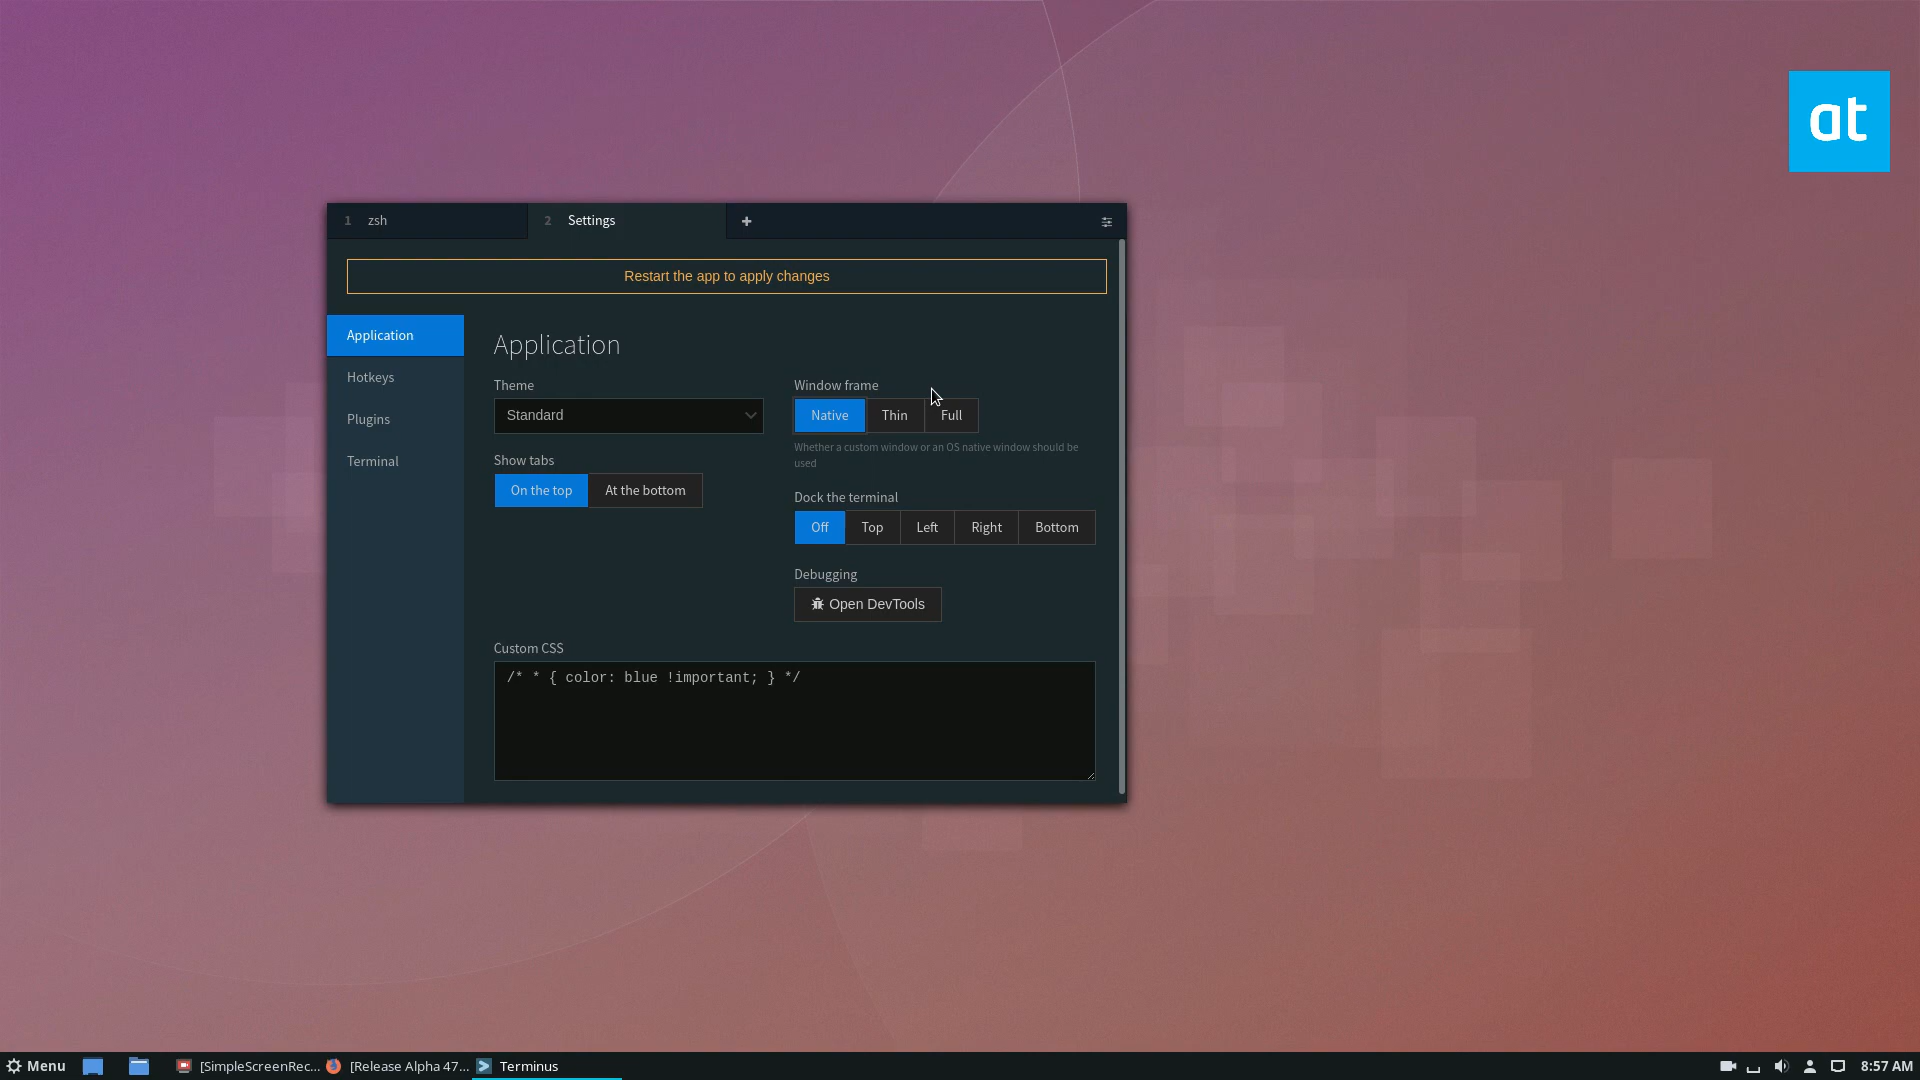 at
1 zsh
2 Settings
Restart the app to apply changes
Application
Hotkeys
Plugins
Terminal
Application
Theme
Standard
Show tabs
On the top
At the bottom
Window frame
Native
Thin
Full
Whether a custom window or an OS native window should be
used
Dock the terminal
Off
Top
Left
Right
Bottom
Debugging
Open DevTools
Custom CSS
/* * { color: blue !important; } */
Menu
[SimpleScreenRec...
[Release Alpha 47...
Terminus
8:57 AM